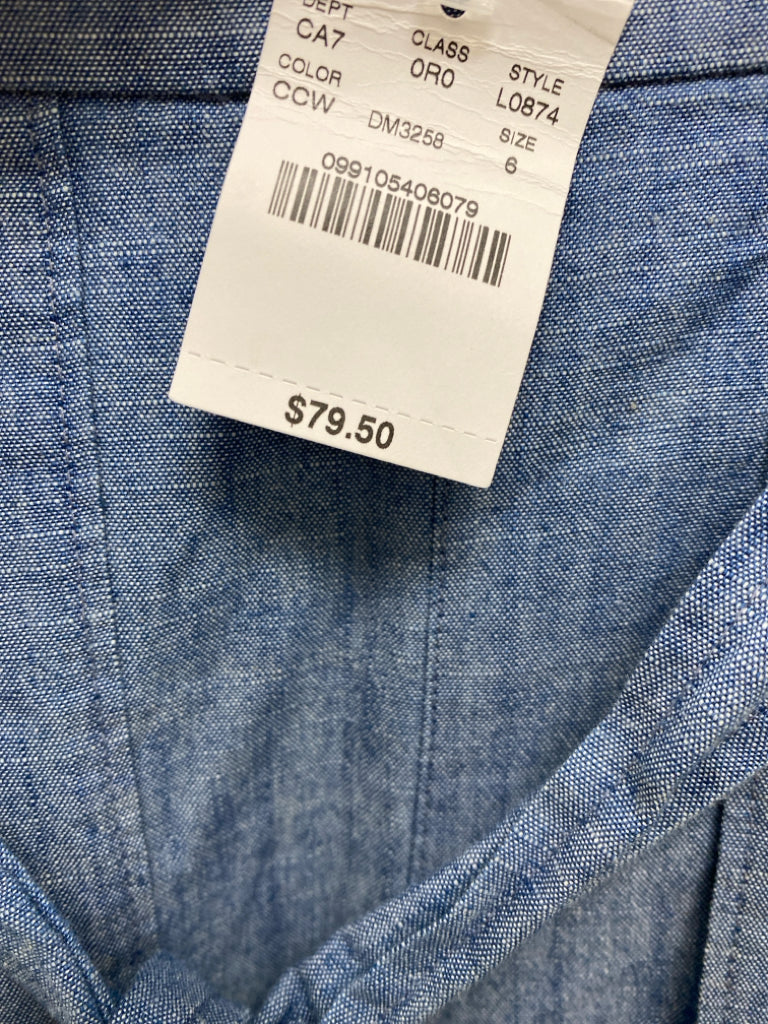 DEPT CLASS STYLE
CA7 0R0 L0874
COLOR SIZE
CCW DM3258 6
099105406079
$79.50